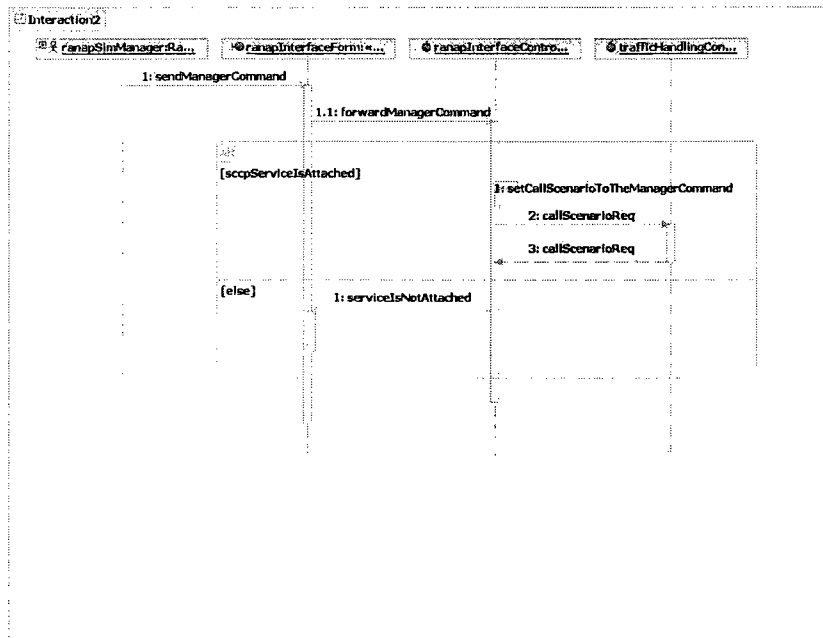 Interaction2
ranapSimManager:Ra...
ranapInterfaceForm:«...
ranapInterfaceContro...
trafficHandlingCon...
1: sendManagerCommand
1.1: forwardManagerCommand
alt
[sccpServiceIsAttached]
1: setCallScenarioToTheManagerCommand
2: callScenarioReq
3: callScenarioReq
[else]
1: serviceIsNotAttached